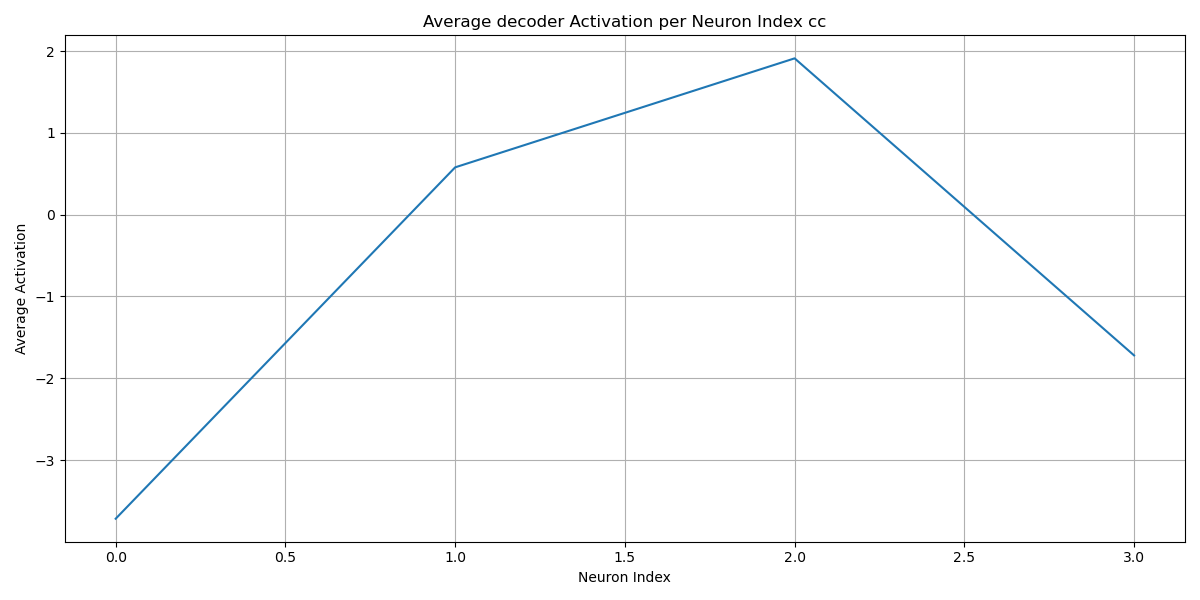 Average decoder Activation per Neuron Index cc
2
1
0
−1
−2
−3
Average Activation
0.0 0.5 1.0 1.5 2.0 2.5 3.0
Neuron Index